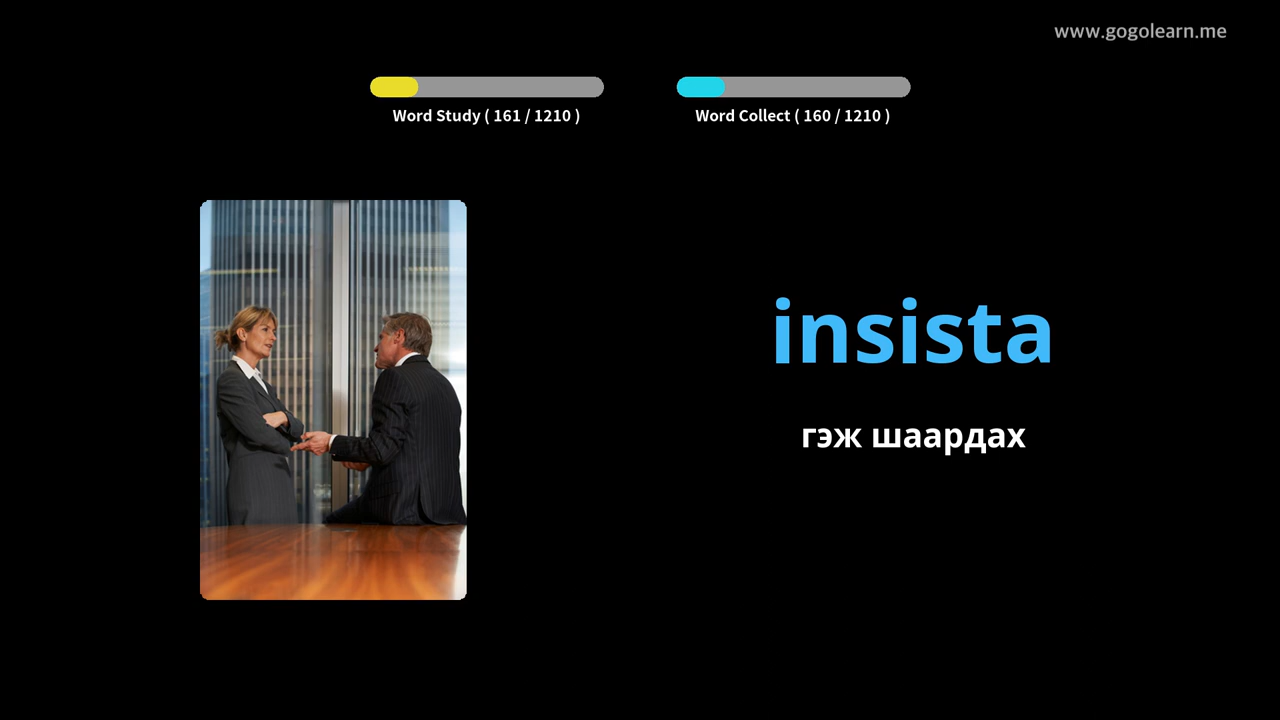 www.gogolearn.me
Word Study ( 161 / 1210 )
Word Collect ( 160 / 1210 )
insista
гэж шаардах